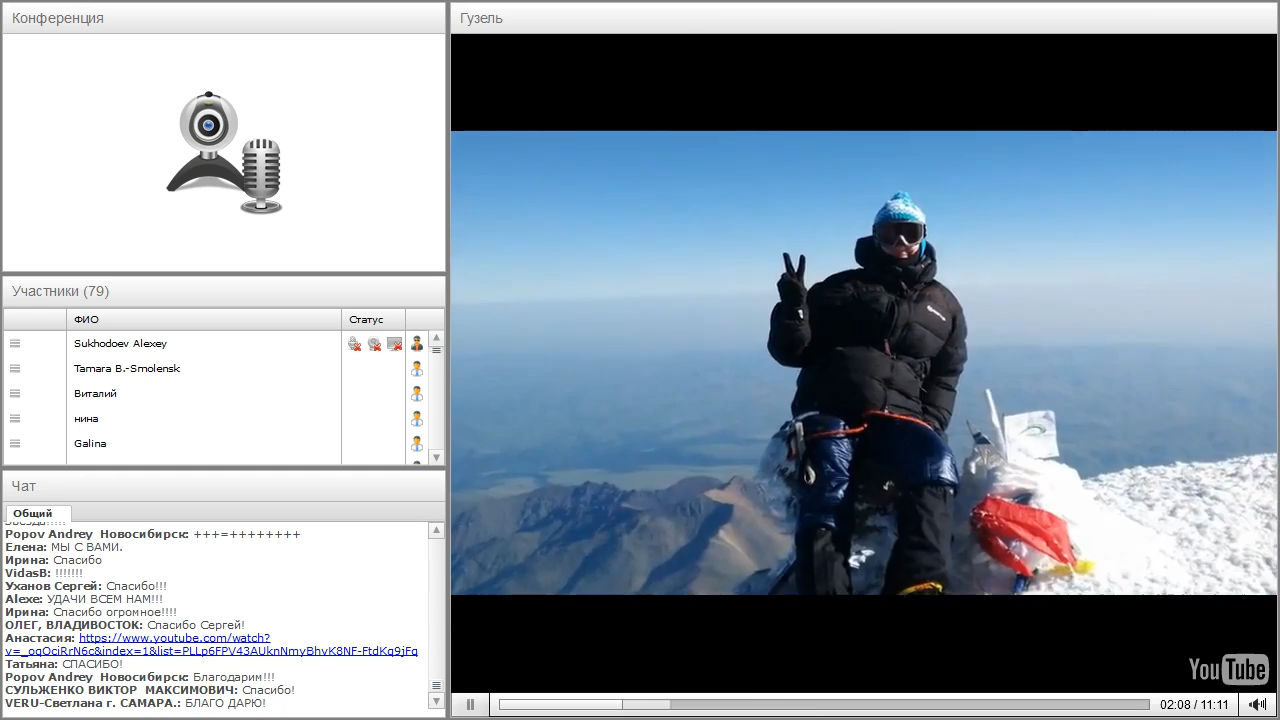 Конференция
Гузель
Участники (79)
ФИО
Статус
Sukhodoev Alexey
Tamara B.-Smolensk
Виталий
нина
Galina
Чат
Общий
Popov Andrey Новосибирск: +++=++++++++
Елена: МЫ С ВАМИ.
Ирина: Спасибо
VidasB: !!!!!!!
Уханов Сергей: Спасибо!!!
Alexe: УДАЧИ ВСЕМ НАМ!!!
Ирина: Спасибо огромное!!!!
ОЛЕГ, ВЛАДИВОСТОК: Спасибо Сергей!
Анастасия: https://www.youtube.com/watch?
v=_oqOciRrN6c&index=1&list=PLLp6FPV43AUknNmyBhvK8NF-FtdKq9jFq
Татьяна: СПАСИБО!
Popov Andrey Новосибирск: Благодарим!!!
СУЛЬЖЕНКО ВИКТОР МАКСИМОВИЧ: Спасибо!
VERU-Светлана г. САМАРА.: БЛАГО ДАРЮ!
YouTube
02:08 / 11:11